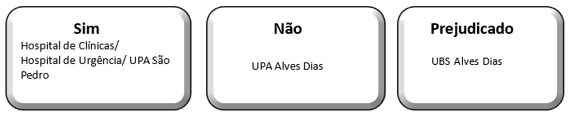 Sim
Hospital de Clínicas/
Hospital de Urgência/ UPA São
Pedro
Não
UPA Alves Dias
Prejudicado
UBS Alves Dias